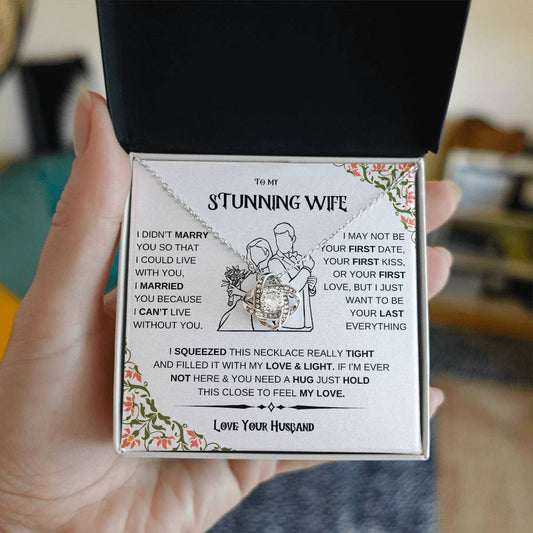 TO MY
STUNNING WIFE
I DIDN'T MARRY
YOU SO THAT
I COULD LIVE
WITH YOU,
I MARRIED
YOU BECAUSE
I CAN'T LIVE
WITHOUT YOU.
I MAY NOT BE
YOUR FIRST DATE,
YOUR FIRST KISS,
OR YOUR FIRST
LOVE, BUT I JUST
WANT TO BE
YOUR LAST
EVERYTHING
I SQUEEZED THIS NECKLACE REALLY TIGHT
AND FILLED IT WITH MY LOVE & LIGHT. IF I'M EVER
NOT HERE & YOU NEED A HUG JUST HOLD
THIS CLOSE TO FEEL MY LOVE.
LOVE YOUR HUSBAND